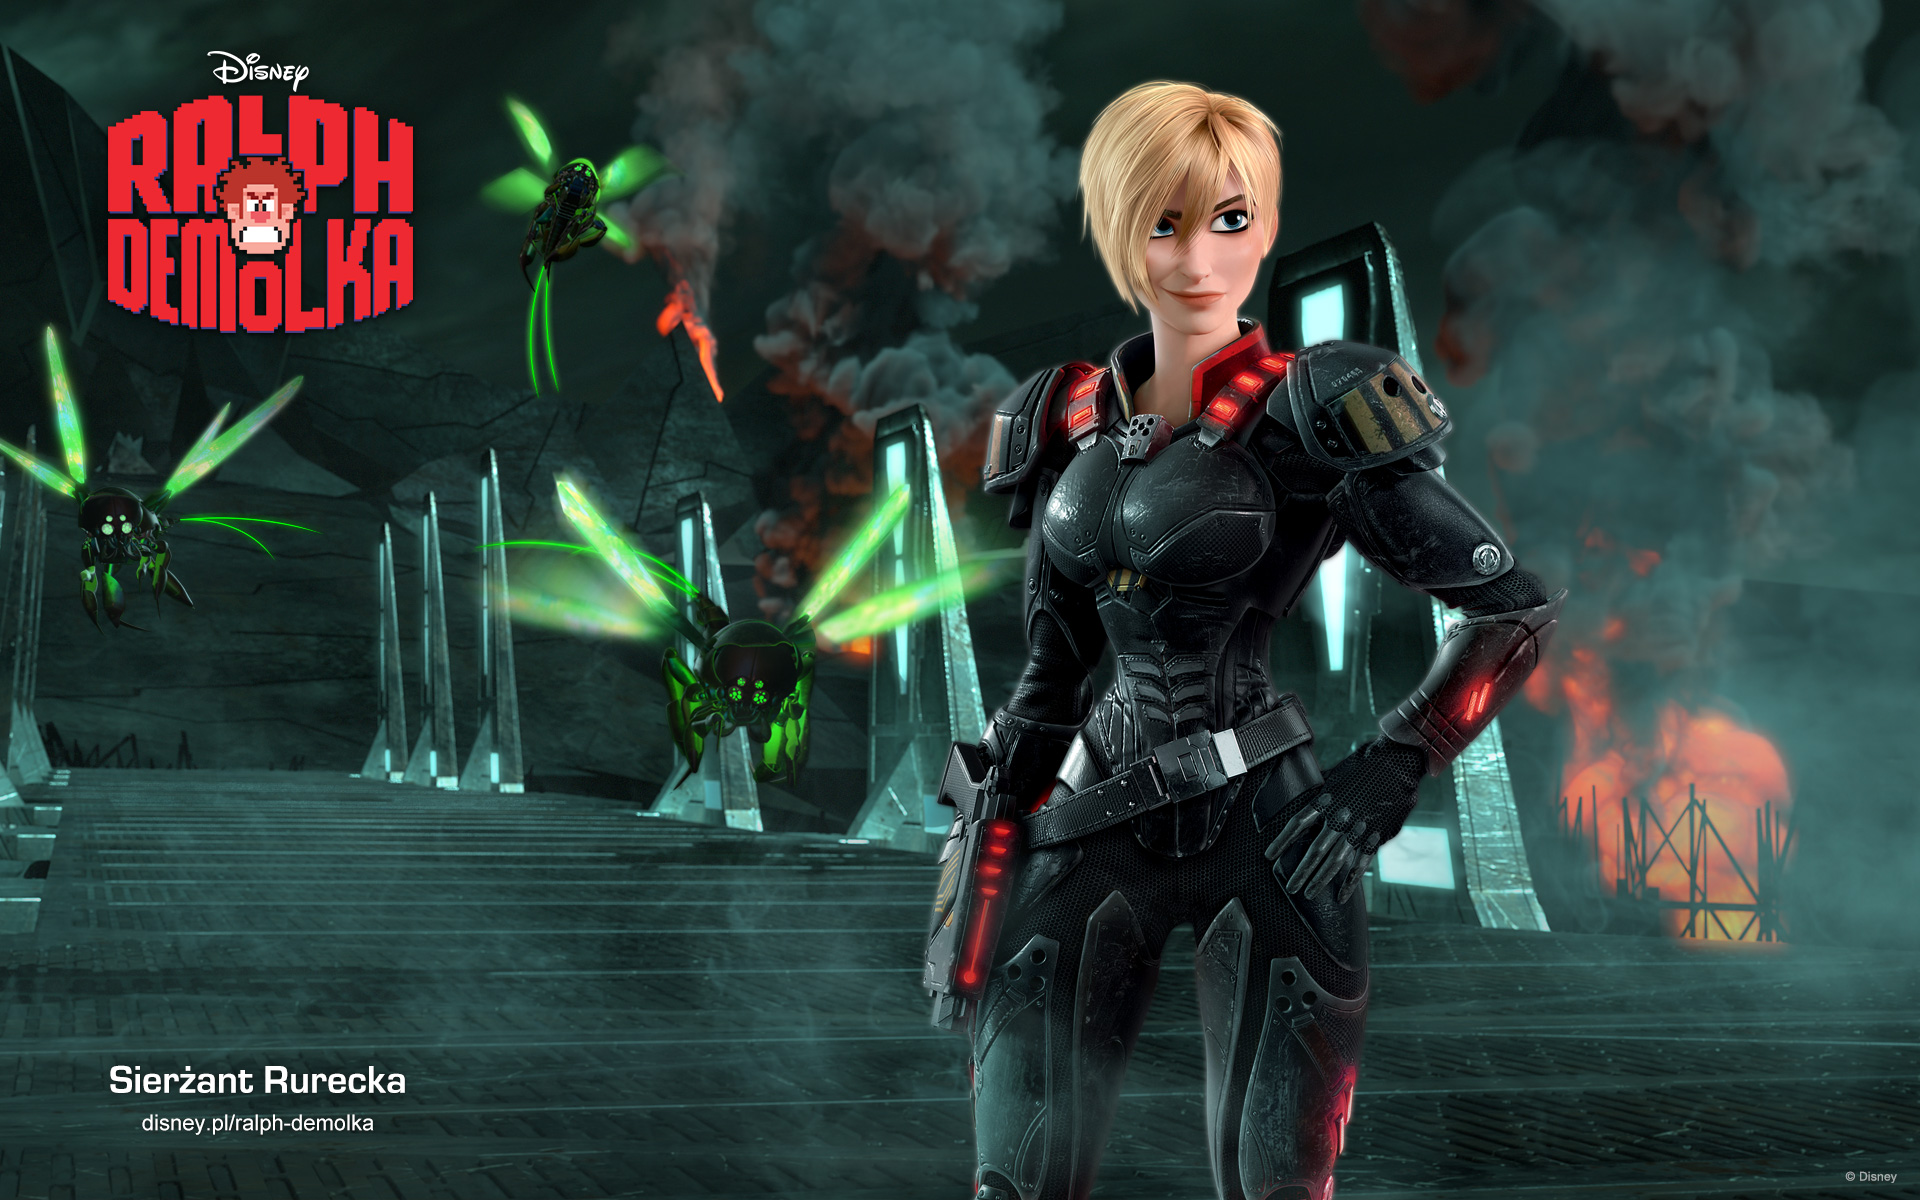 Disney
RALPH
DEMOLKA
Sierżant Rurecka
disney.pl/ralph-demolka
© Disney